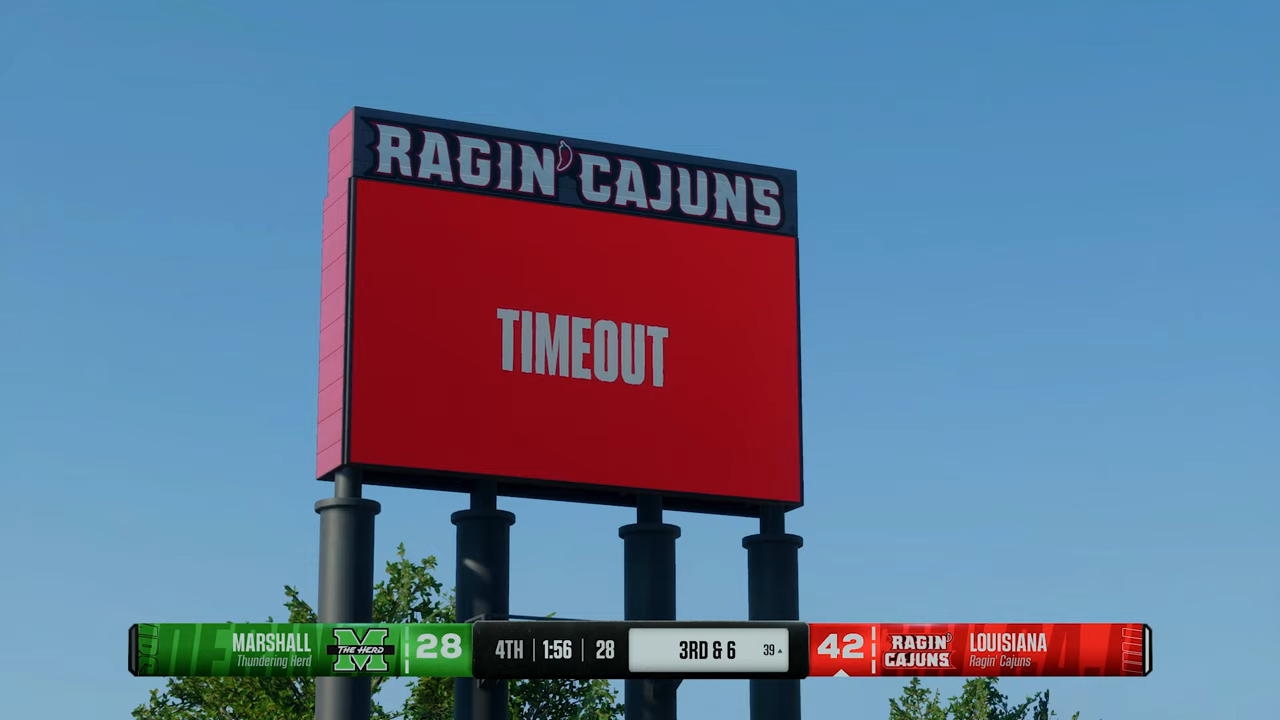 RAGIN' CAJUNS
TIMEOUT
MARSHALL
Thundering Herd
M
THE HERD
28
4TH
1:56
28
3RD & 6
39
42
RAGIN'
CAJUNS
LOUISIANA
Ragin' Cajuns